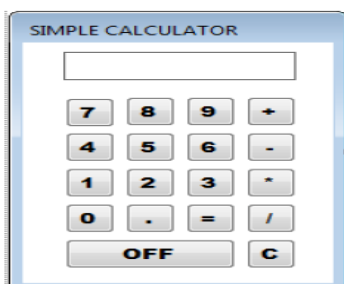 SIMPLE CALCULATOR
7 8 9 +
4 5 6 -
1 2 3 *
0 . = /
OFF C